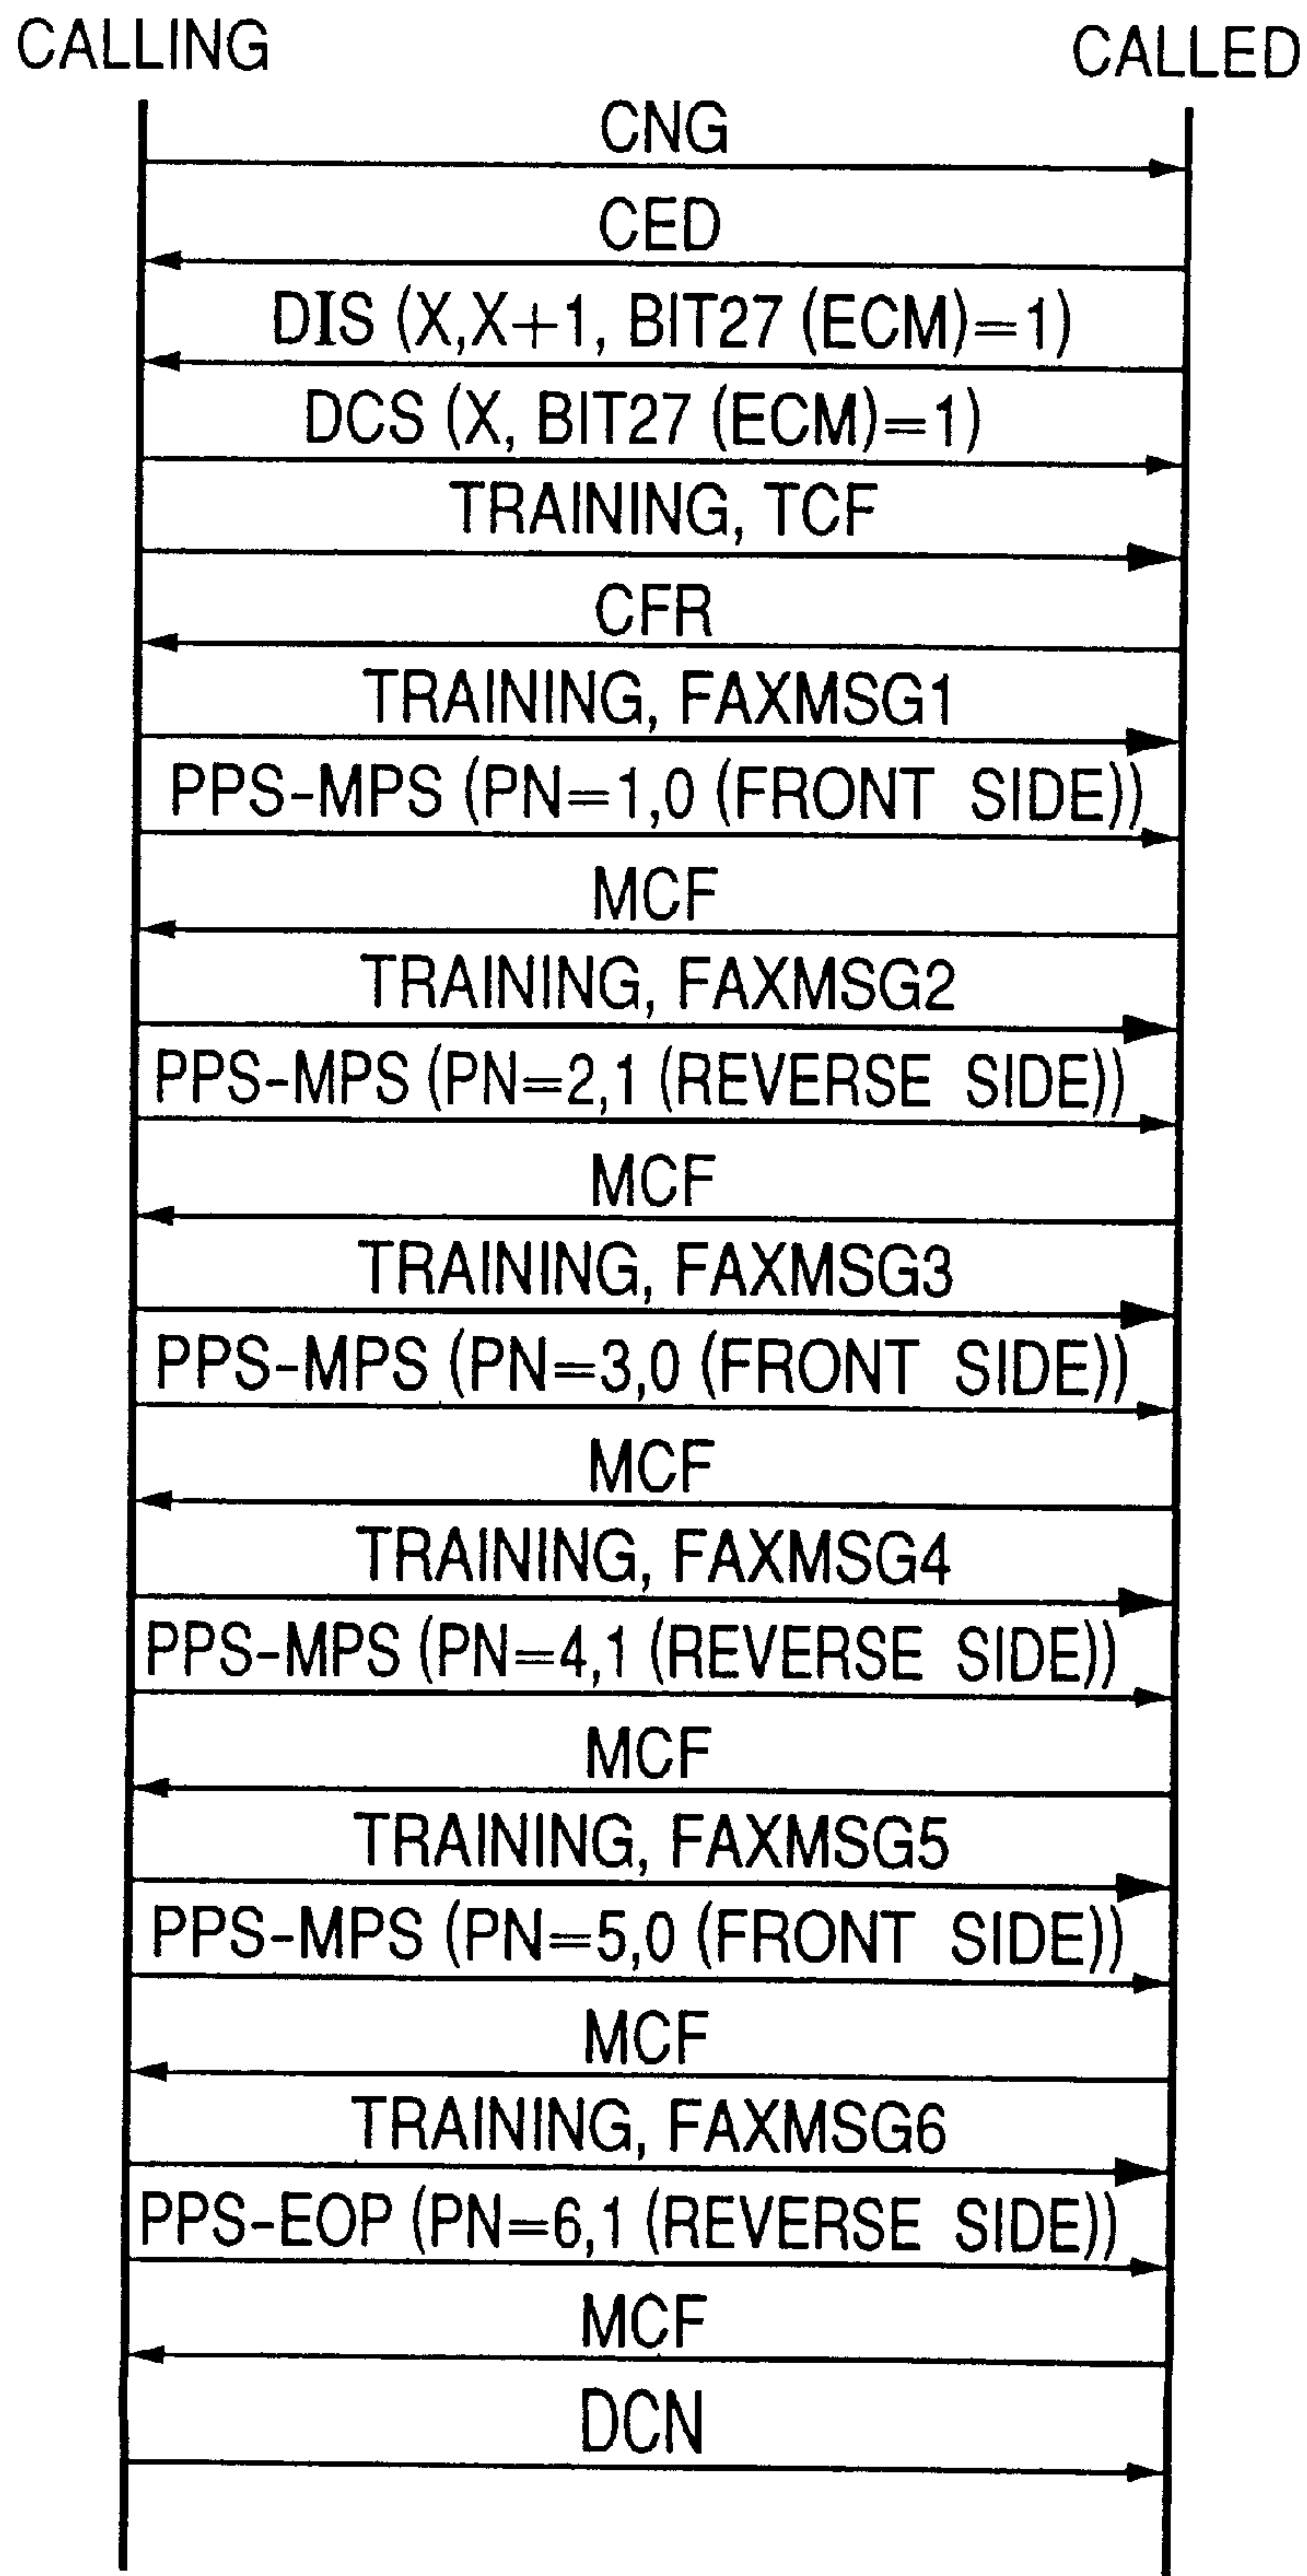 CALLING CALLED
CNG
CED
DIS (X,X+1, BIT27 (ECM)=1)
DCS (X, BIT27 (ECM)=1)
TRAINING, TCF
CFR
TRAINING, FAXMSG1
PPS-MPS (PN=1,0 (FRONT SIDE))
MCF
TRAINING, FAXMSG2
PPS-MPS (PN=2,1 (REVERSE SIDE))
MCF
TRAINING, FAXMSG3
PPS-MPS (PN=3,0 (FRONT SIDE))
MCF
TRAINING, FAXMSG4
PPS-MPS (PN=4,1 (REVERSE SIDE))
MCF
TRAINING, FAXMSG5
PPS-MPS (PN=5,0 (FRONT SIDE))
MCF
TRAINING, FAXMSG6
PPS-EOP (PN=6,1 (REVERSE SIDE))
MCF
DCN